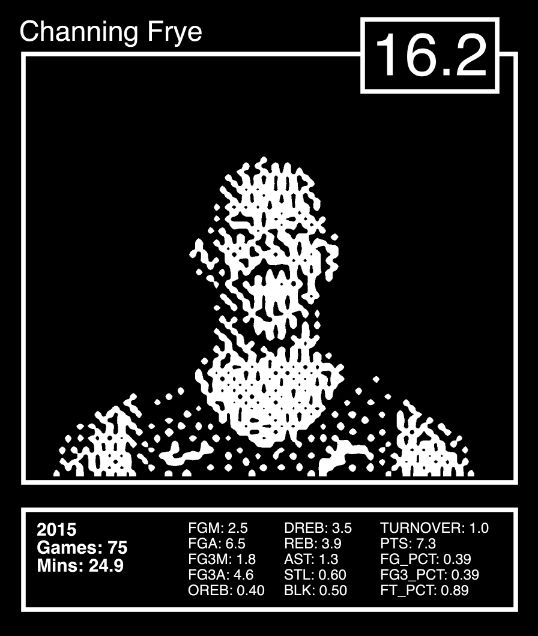 Channing Frye
16.2
2015
Games: 75
Mins: 24.9
FGM: 2.5
FGA: 6.5
FG3M: 1.8
FG3A: 4.6
OREB: 0.40
DREB: 3.5
REB: 3.9
AST: 1.3
STL: 0.60
BLK: 0.50
TURNOVER: 1.0
PTS: 7.3
FG_PCT: 0.39
FG3_PCT: 0.39
FT_PCT: 0.89